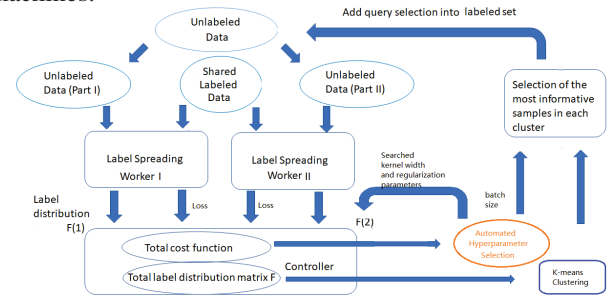 Unlabeled
Data
Add query selection into labeled set
Unlabeled
Data (Part I)
Shared
Labeled
Data
Unlabeled
Data (Part II)
Selection of the
most informative
samples in each
cluster
Label Spreading
Worker I
Label Spreading
Worker II
Searched
kernel width
and regularization
parameters
batch
size
Label
distribution
F(1)
Loss
Loss
F(2)
Automated
Hyperparameter
Selection
Total cost function
Total label distribution matrix F
Controller
K-means
Clustering